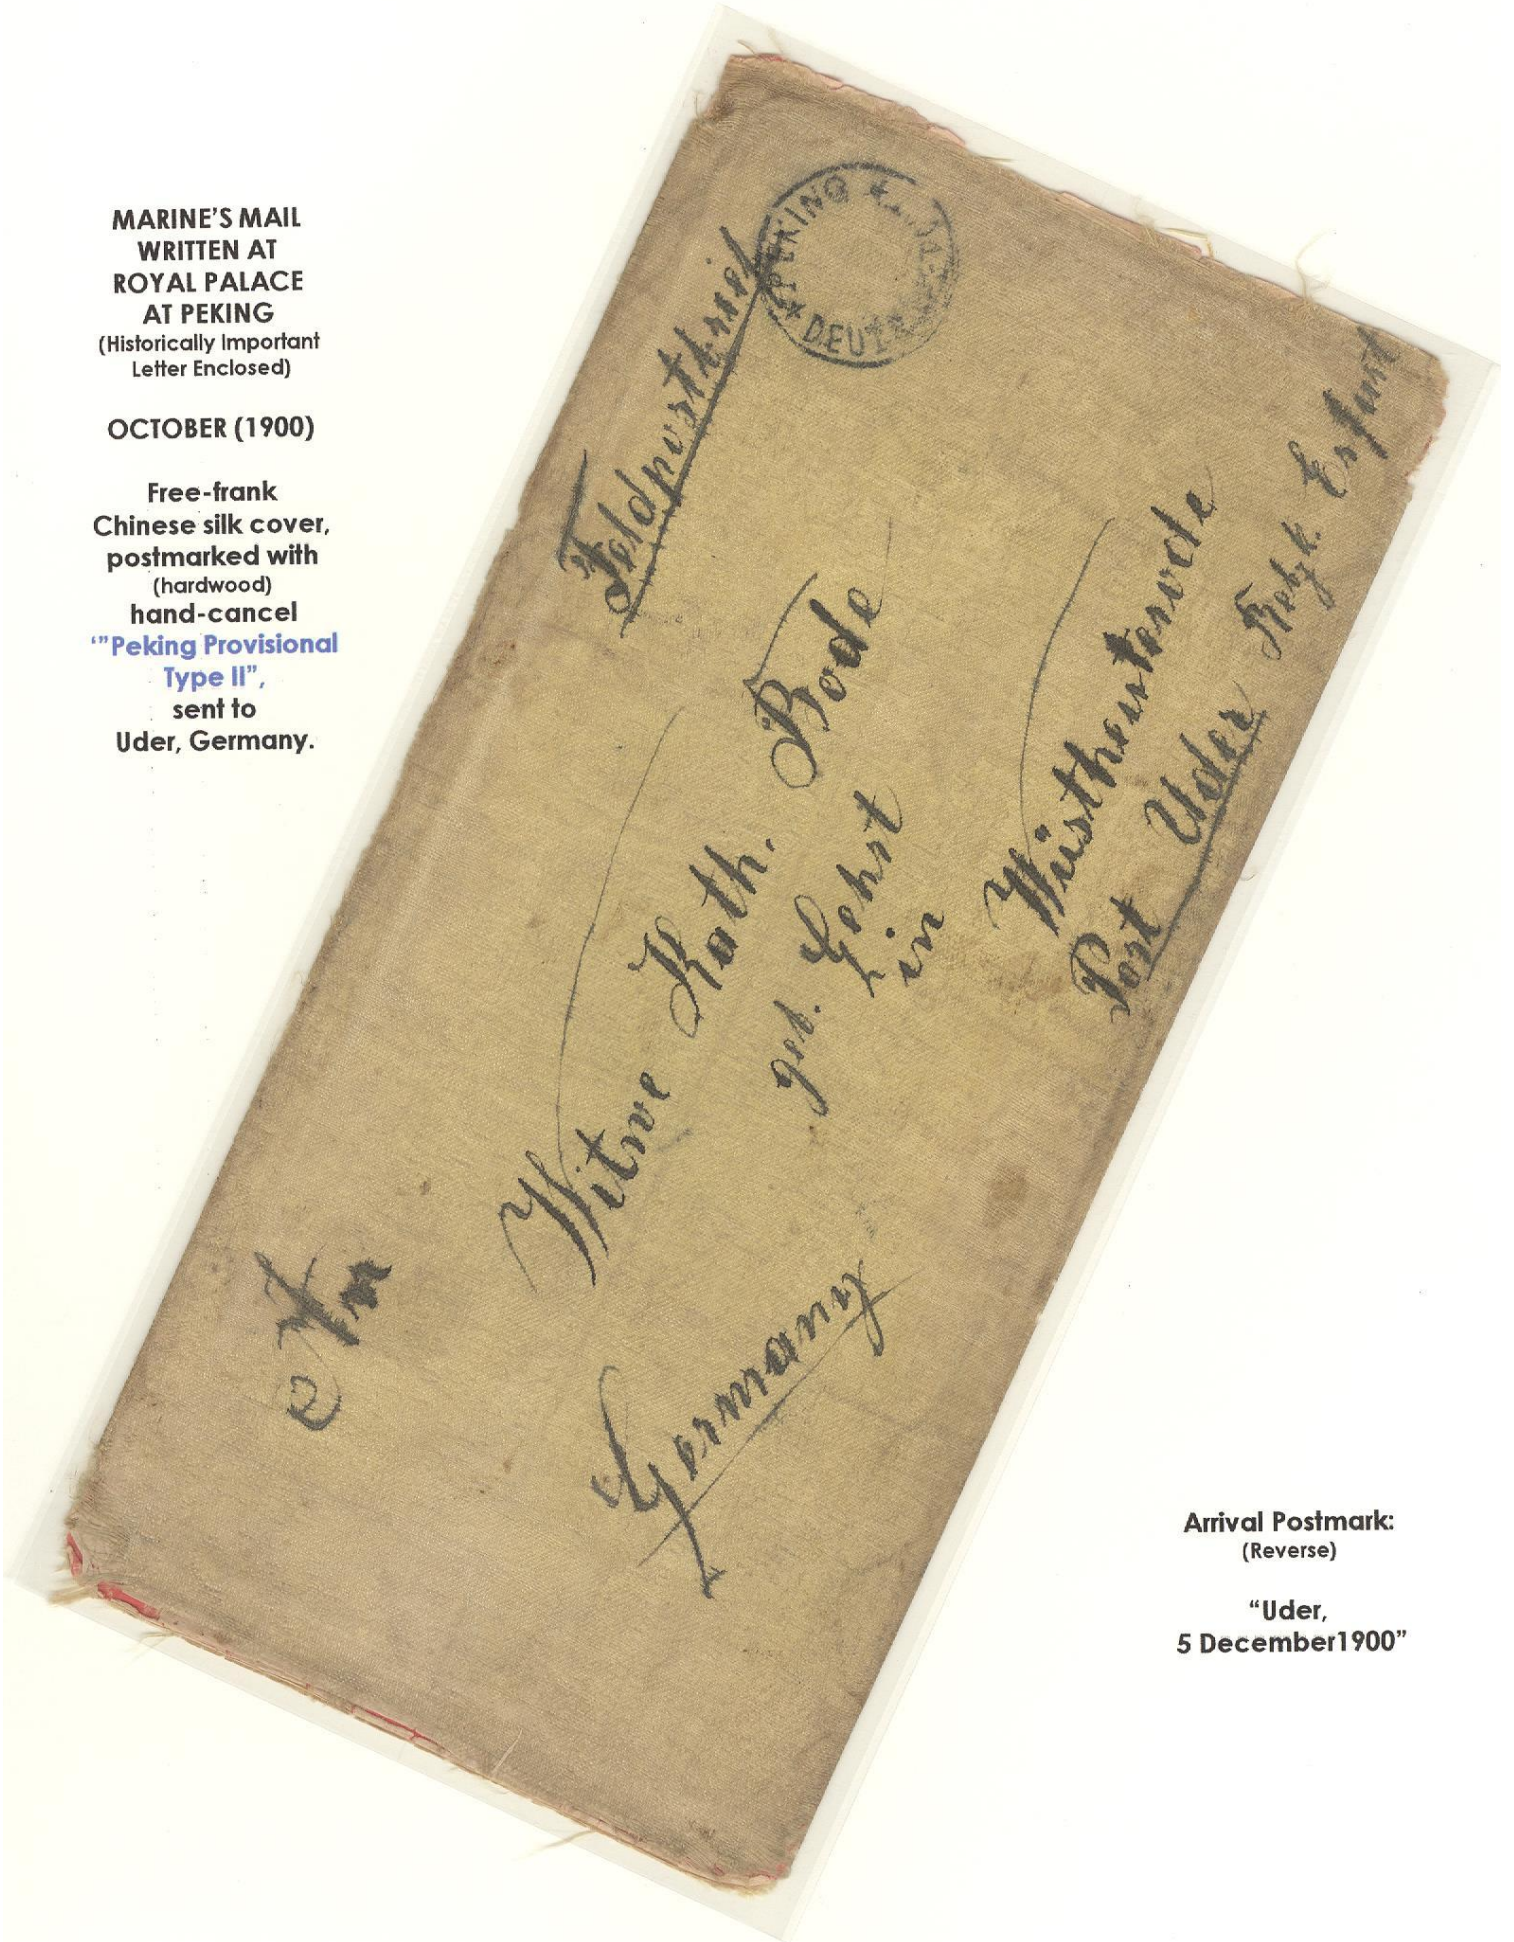 MARINE'S MAIL
WRITTEN AT
ROYAL PALACE
AT PEKING
(Historically Important
Letter Enclosed)
OCTOBER (1900)
Free-frank
Chinese silk cover,
postmarked with
(hardwood)
hand-cancel
‘”Peking Provisional
Type II”,
sent to
Uder, Germany.
PEKING
Feldpostbrief
An
Witwe Kath. Bode
geb.
in
Wüstheuterode
Post Uder Erfurt
Germany
Arrival Postmark:
(Reverse)
“Uder,
5 December1900”